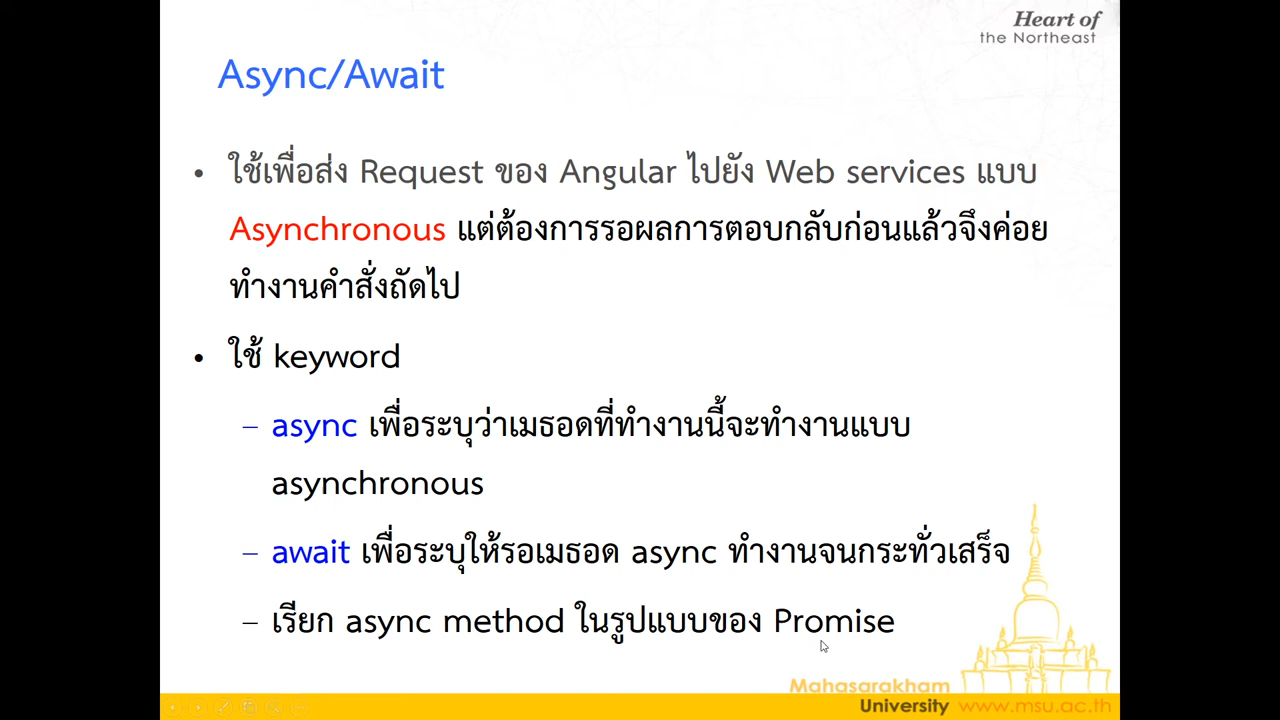 Heart of
the Northeast
Async/Await
• ใช้เพื่อส่ง Request ของ Angular ไปยัง Web services แบบ
Asynchronous แต่ต้องการรอผลการตอบกลับก่อนแล้วจึงค่อย
ทำงานคำสั่งถัดไป
• ใช้ keyword
– async เพื่อระบุว่าเมธอดที่ทำงานนี้จะทำงานแบบ
asynchronous
– await เพื่อระบุให้รอเมธอด async ทำงานจนกระทั่วเสร็จ
– เรียก async method ในรูปแบบของ Promise
Mahasarakham
University www.msu.ac.th